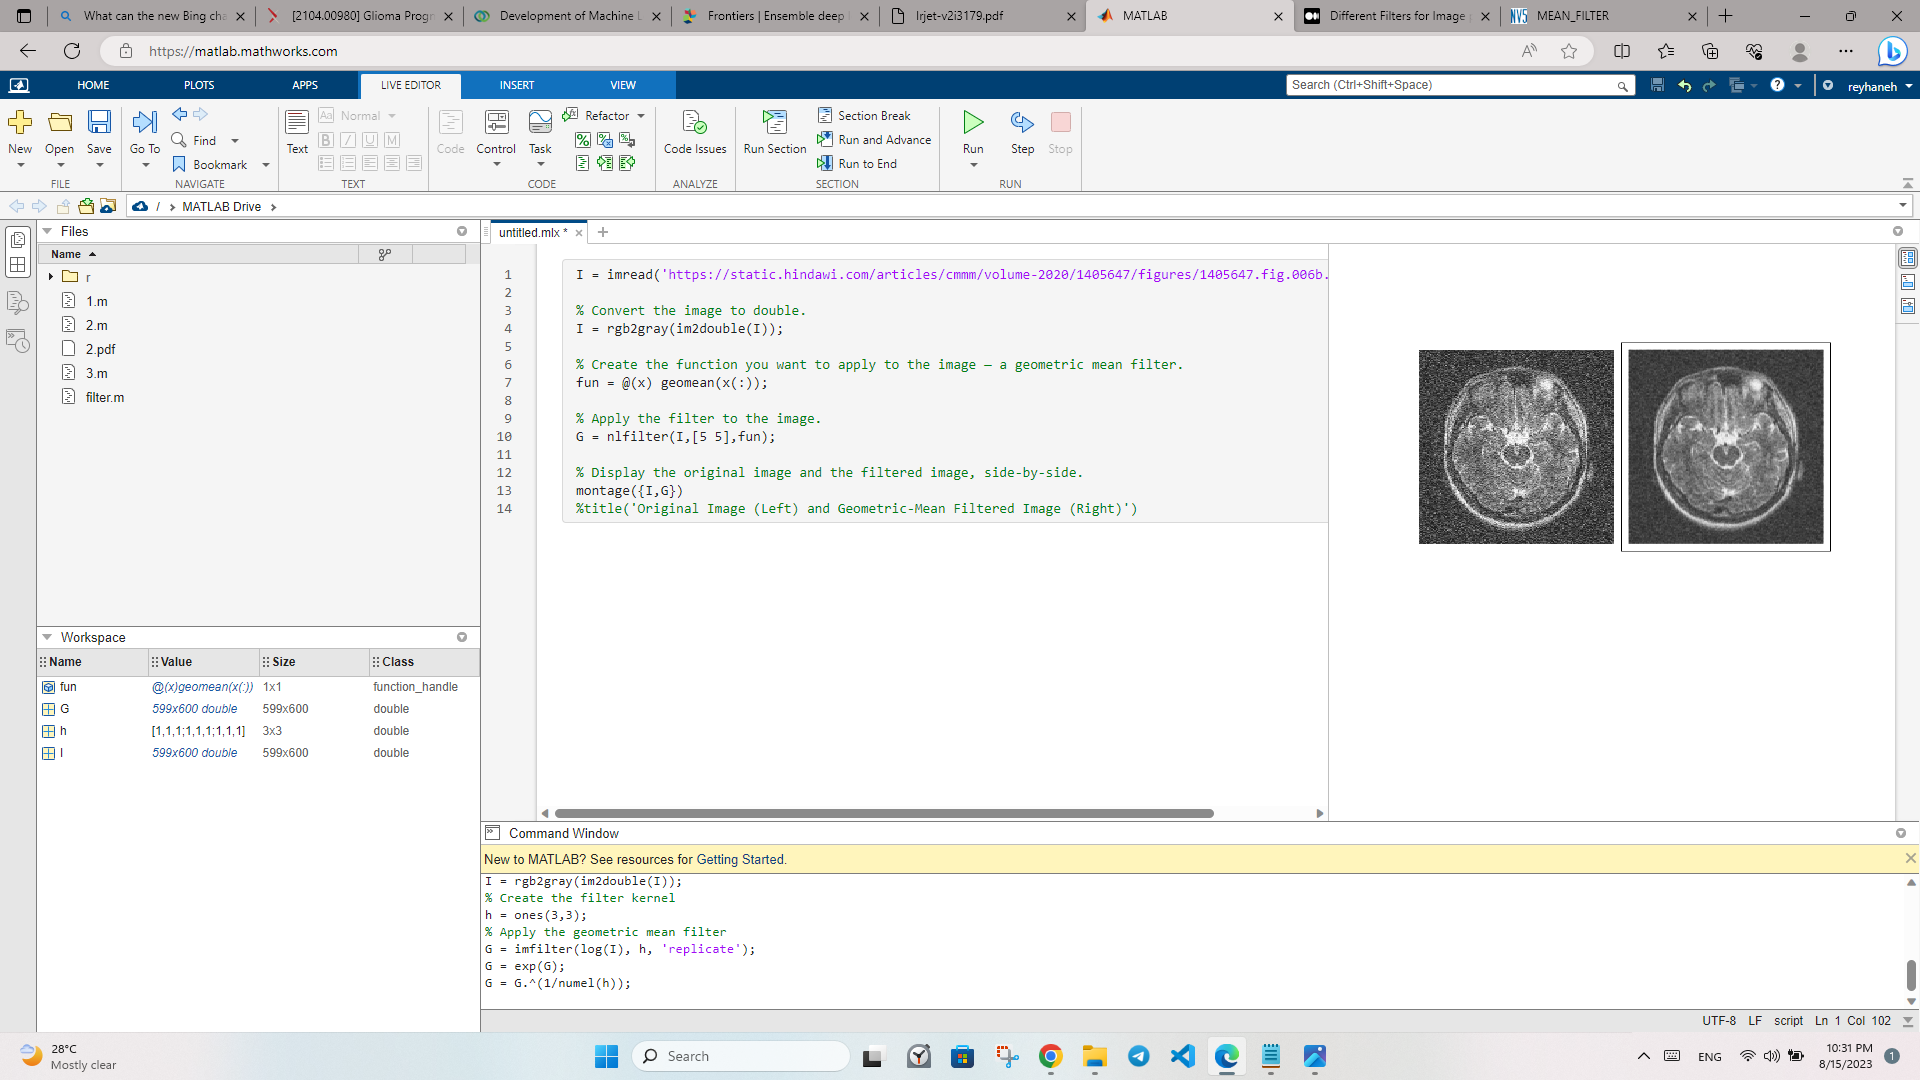 What can the new Bing cha
[2104.00980] Glioma Progn
Development of Machine L
Frontiers | Ensemble deep l
Irjet-v2i3179.pdf
MATLAB
Different Filters for Image p
NV5 MEAN_FILTER
https://matlab.mathworks.com
HOME PLOTS APPS LIVE EDITOR INSERT VIEW
Search (Ctrl+Shift+Space)
reyhaneh
New Open Save
FILE
Go To
Find
Bookmark
NAVIGATE
Text
Aa Normal
B I U M
TEXT
Code Control Task
Refactor
CODE
Code Issues
ANALYZE
Run Section
Section Break
Run and Advance
Run to End
SECTION
Run Step Stop
RUN
/ MATLAB Drive
Files
Name
r
1.m
2.m
2.pdf
3.m
filter.m
Workspace
Name Value Size Class
fun @(x)geomean(x(:)) 1x1 function_handle
G 599x600 double 599x600 double
h [1,1,1;1,1,1;1,1,1] 3x3 double
I 599x600 double 599x600 double
untitled.mlx *
1 I = imread('https://static.hindawi.com/articles/cmmm/volume-2020/1405647/figures/1405647.fig.006b.
2
3 % Convert the image to double.
4 I = rgb2gray(im2double(I));
5
6 % Create the function you want to apply to the image — a geometric mean filter.
7 fun = @(x) geomean(x(:));
8
9 % Apply the filter to the image.
10 G = nlfilter(I,[5 5],fun);
11
12 % Display the original image and the filtered image, side-by-side.
13 montage({I,G})
14 %title('Original Image (Left) and Geometric-Mean Filtered Image (Right)')
Command Window
New to MATLAB? See resources for Getting Started.
I = rgb2gray(im2double(I));
% Create the filter kernel
h = ones(3,3);
% Apply the geometric mean filter
G = imfilter(log(I), h, 'replicate');
G = exp(G);
G = G.^(1/numel(h));
UTF-8 LF script Ln 1 Col 102
28°C
Mostly clear
Search
ENG
10:31 PM
8/15/2023
1